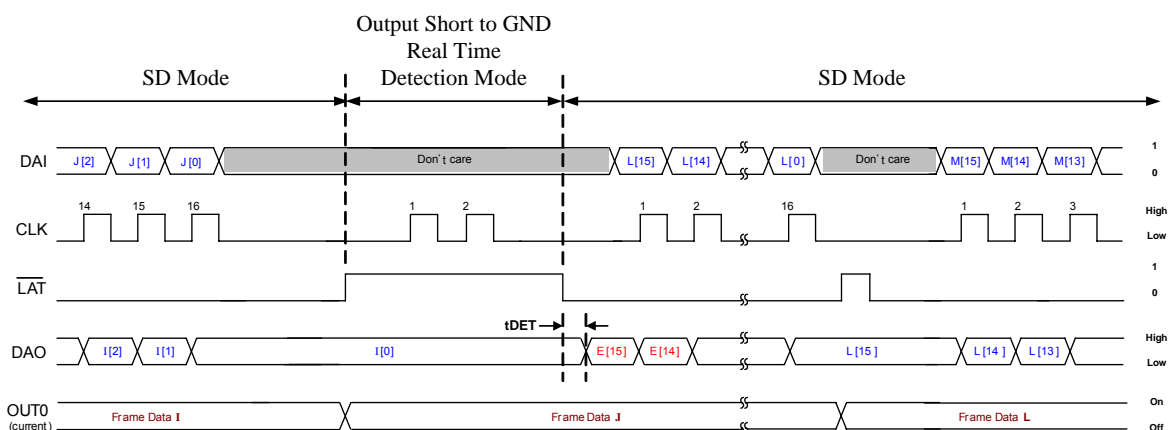 Output Short to GND
Real Time
Detection Mode
SD Mode
SD Mode
DAI J[2] J[1] J[0] Don't care L[15] L[14] L[0] Don't care M[15] M[14] M[13] 1 0
CLK 14 15 16 1 2 1 2 16 1 2 3 High Low
LAT 1 0
tDET
DAO I[2] I[1] I[0] E[15] E[14] L[15] L[14] L[13] High Low
OUT0 (current) Frame Data I Frame Data J Frame Data L On Off